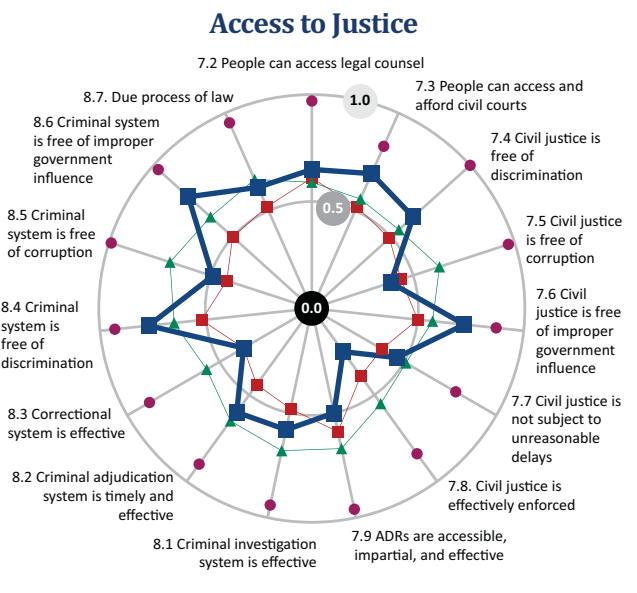 Access to Justice
7.2 People can access legal counsel
8.7. Due process of law
1.0
7.3 People can access and
afford civil courts
8.6 Criminal system
is free of improper
government
influence
7.4 Civil justice is
free of
discrimination
0.5
8.5 Criminal
system is free
of corruption
7.5 Civil justice
is free of
corruption
0.0
8.4 Criminal
system is
free of
discrimination
7.6 Civil
justice is free
of improper
government
influence
8.3 Correctional
system is effective
7.7 Civil justice is
not subject to
unreasonable
delays
8.2 Criminal adjudication
system is timely and
effective
7.8. Civil justice is
effectively enforced
8.1 Criminal investigation
system is effective
7.9 ADRs are accessible,
impartial, and effective